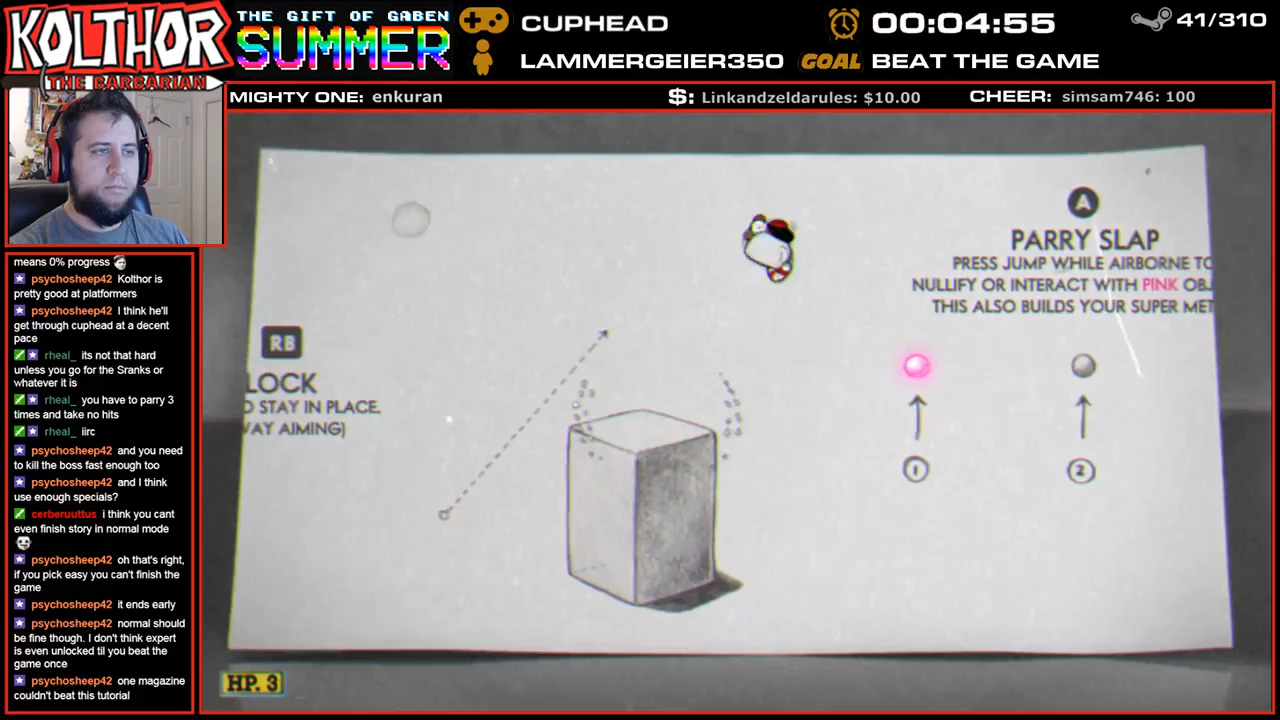 KOLTHOR
THE BARBARIAN
THE GIFT OF GABEN
SUMMER
CUPHEAD
LAMMERGEIER350
00:04:55
41/310
GOAL BEAT THE GAME
MIGHTY ONE: enkuran
$: Linkandzeldarules: $10.00
CHEER: simsam746: 100
means 0% progress
psychosheep42 Kolthor is
pretty good at platformers
psychosheep42 I think he'll
get through cuphead at a decent
pace
rheal_ its not that hard
unless you go for the Sranks or
whatever it is
rheal_ you have to parry 3
times and take no hits
rheal_ iirc
psychosheep42 and you need
to kill the boss fast enough too
psychosheep42 and I think
use enough specials?
cerberuuttus i think you cant
even finish story in normal mode
psychosheep42 oh that's right,
if you pick easy you can't finish the
game
psychosheep42 it ends early
psychosheep42 normal should
be fine though. I don't think expert
is even unlocked til you beat the
game once
psychosheep42 one magazine
couldn't beat this tutorial
RB
LOCK
O STAY IN PLACE.
WAY AIMING)
A
PARRY SLAP
PRESS JUMP WHILE AIRBORNE TO
NULLIFY OR INTERACT WITH PINK OBJ
THIS ALSO BUILDS YOUR SUPER MET
1
2
HP. 3